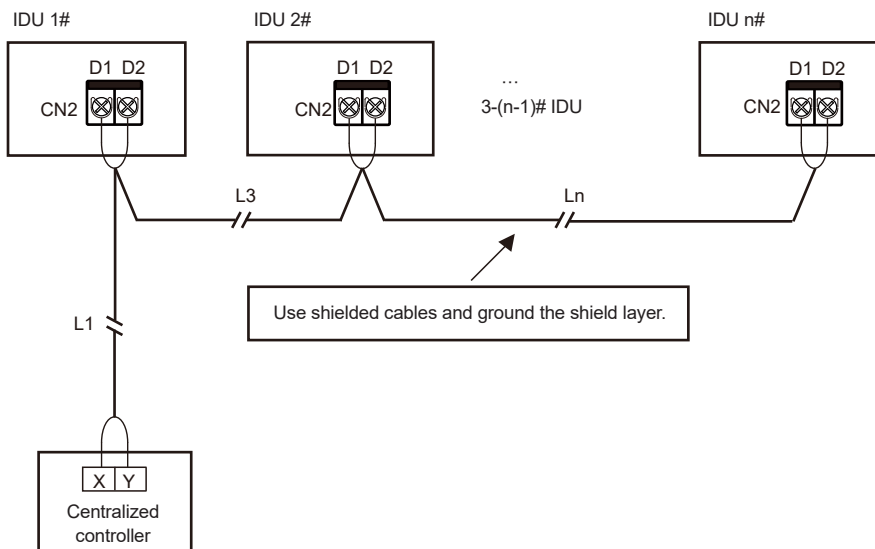 IDU 1#
IDU 2#
IDU n#
D1 D2
CN2
D1 D2
CN2
...
3-(n-1)# IDU
D1 D2
CN2
L3
Ln
L1
Use shielded cables and ground the shield layer.
X Y
Centralized
controller